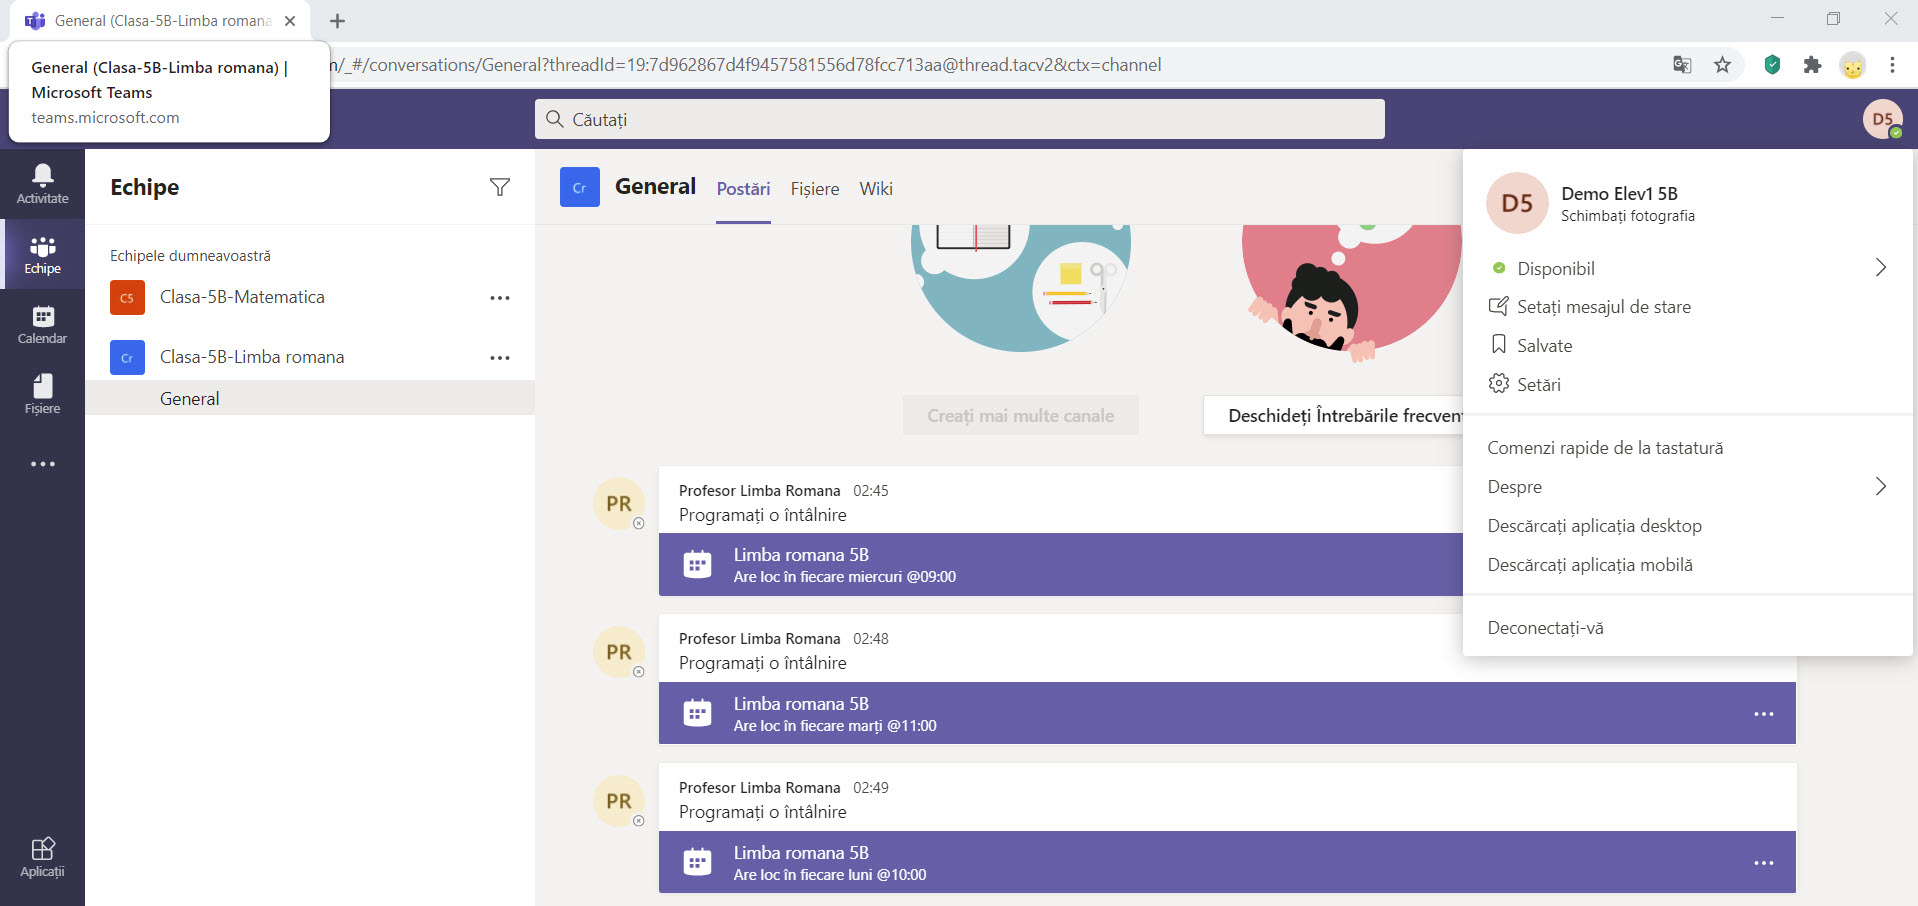 General (Clasa-5B-Limba romana
General (Clasa-5B-Limba romana) |
Microsoft Teams
teams.microsoft.com
/_#/conversations/General?threadId=19:7d962867d4f9457581556d78fcc713aa@thread.tacv2&ctx=channel
Căutați
D5
Activitate
Echipe
Calendar
Fișiere
Aplicații
Echipe
Echipele dumneavoastră
C5
Clasa-5B-Matematica
Cr
Clasa-5B-Limba romana
General
Cr
General
Postări
Fișiere
Wiki
Creați mai multe canale
Deschideți Întrebările frecven
PR
Profesor Limba Romana 02:45
Programați o întâlnire
Limba romana 5B
Are loc în fiecare miercuri @09:00
PR
Profesor Limba Romana 02:48
Programați o întâlnire
Limba romana 5B
Are loc în fiecare marți @11:00
PR
Profesor Limba Romana 02:49
Programați o întâlnire
Limba romana 5B
Are loc în fiecare luni @10:00
D5
Demo Elev1 5B
Schimbați fotografia
Disponibil
Setați mesajul de stare
Salvate
Setări
Comenzi rapide de la tastatură
Despre
Descărcați aplicația desktop
Descărcați aplicația mobilă
Deconectați-vă